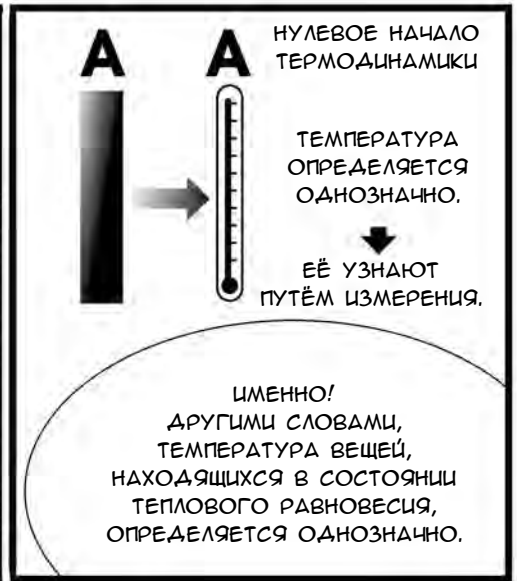 А
А
НУЛЕВОЕ НАЧАЛО
ТЕРМОДИНАМИКИ
ТЕМПЕРАТУРА
ОПРЕДЕЛЯЕТСЯ
ОДНОЗНАЧНО.
ЕЁ УЗНАЮТ
ПУТЁМ ИЗМЕРЕНИЯ.
ИМЕННО!
ДРУГИМИ СЛОВАМИ,
ТЕМПЕРАТУРА ВЕЩЕЙ,
НАХОДЯЩИХСЯ В СОСТОЯНИИ
ТЕПЛОВОГО РАВНОВЕСИЯ,
ОПРЕДЕЛЯЕТСЯ ОДНОЗНАЧНО.